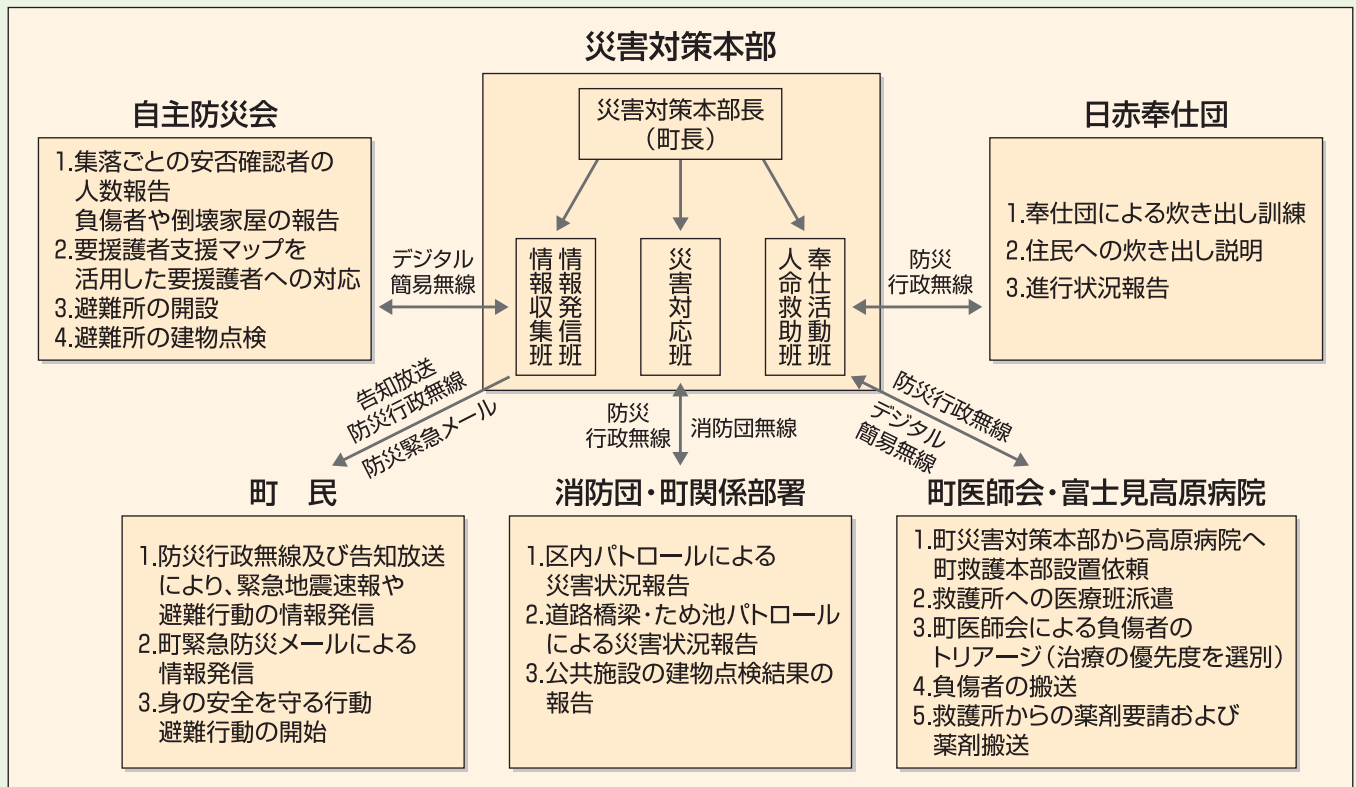 災害対策本部
災害対策本部長
（町長）
情報発信班
情報収集班
災害対応班
奉仕活動班
人命救助班
自主防災会
1.集落ごとの安否確認者の
人数報告
負傷者や倒壊家屋の報告
2.要援護者支援マップを
活用した要援護者への対応
3.避難所の開設
4.避難所の建物点検
デジタル
簡易無線
防災
行政無線
日赤奉仕団
1.奉仕団による炊き出し訓練
2.住民への炊き出し説明
3.進行状況報告
告知放送
防災行政無線
防災緊急メール
防災
行政無線
消防団無線
防災行政無線
デジタル
簡易無線
町　民
1.防災行政無線及び告知放送
により、緊急地震速報や
避難行動の情報発信
2.町緊急防災メールによる
情報発信
3.身の安全を守る行動
避難行動の開始
消防団・町関係部署
1.区内パトロールによる
災害状況報告
2.道路橋梁・ため池パトロール
による災害状況報告
3.公共施設の建物点検結果の
報告
町医師会・富士見高原病院
1.町災害対策本部から高原病院へ
町救護本部設置依頼
2.救護所への医療班派遣
3.町医師会による負傷者の
トリアージ（治療の優先度を選別）
4.負傷者の搬送
5.救護所からの薬剤要請および
薬剤搬送